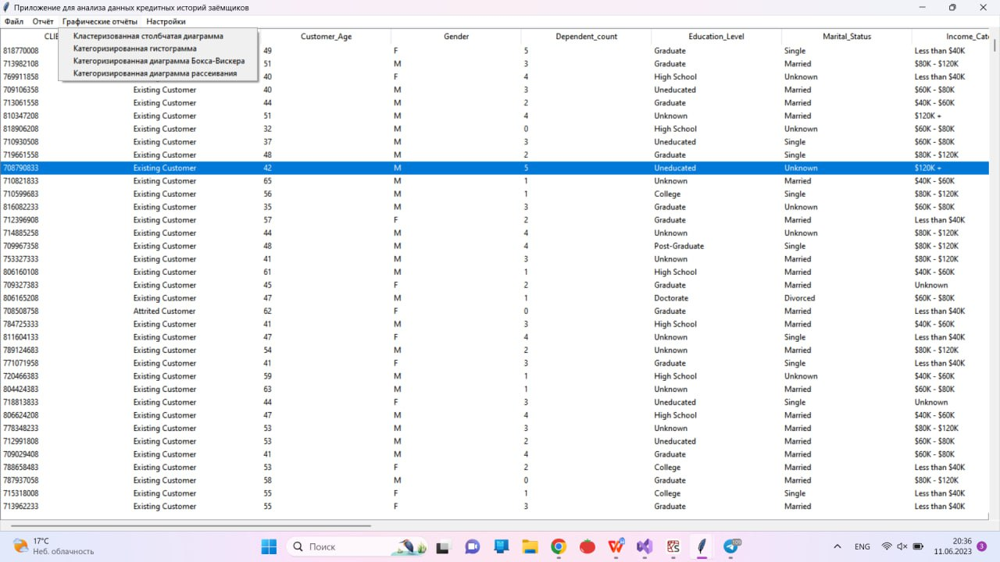 Приложение для анализа данных кредитных историй заёмщиков
Файл Отчёт Графические отчёты Настройки
Кластеризованная столбчатая диаграмма
Категоризированная гистограмма
Категоризированная диаграмма Бокса-Вискера
Категоризированная диаграмма рассеивания
CLIE Customer_Age Gender Dependent_count Education_Level Marital_Status Income_Cat
818770008 49 F 5 Graduate Single Less than $40K
713982108 51 M 3 Graduate Married $80K - $120K
769911858 40 F 4 High School Unknown Less than $40K
709106358 Existing Customer 40 M 3 Uneducated Married $60K - $80K
713061558 Existing Customer 44 M 2 Graduate Married $40K - $60K
810347208 Existing Customer 51 M 4 Unknown Married $120K +
818906208 Existing Customer 32 M 0 High School Unknown $60K - $80K
710930508 Existing Customer 37 M 3 Uneducated Single $60K - $80K
719661558 Existing Customer 48 M 2 Graduate Single $80K - $120K
708790833 Existing Customer 42 M 5 Uneducated Unknown $120K +
710821833 Existing Customer 65 M 1 Unknown Married $40K - $60K
710599683 Existing Customer 56 M 1 College Single $80K - $120K
816082233 Existing Customer 35 M 3 Graduate Unknown $60K - $80K
712396908 Existing Customer 57 F 2 Graduate Married Less than $40K
714885258 Existing Customer 44 M 4 Unknown Unknown $80K - $120K
709967358 Existing Customer 48 M 4 Post-Graduate Single $80K - $120K
753327333 Existing Customer 41 M 3 Unknown Married $80K - $120K
806160108 Existing Customer 61 M 1 High School Married $40K - $60K
709327383 Existing Customer 45 F 2 Graduate Married Unknown
806165208 Existing Customer 47 M 1 Doctorate Divorced $60K - $80K
708508758 Attrited Customer 62 F 0 Graduate Married Less than $40K
784725333 Existing Customer 41 M 3 High School Married $40K - $60K
811604133 Existing Customer 47 F 4 Unknown Single Less than $40K
789124683 Existing Customer 54 M 2 Unknown Married $80K - $120K
771071958 Existing Customer 41 F 3 Graduate Single Less than $40K
720466383 Existing Customer 59 M 1 High School Unknown $40K - $60K
804424383 Existing Customer 63 M 1 Unknown Married $60K - $80K
718813833 Existing Customer 44 F 3 Uneducated Single Unknown
806624208 Existing Customer 47 M 4 High School Married $40K - $60K
778348233 Existing Customer 53 M 3 Unknown Married $80K - $120K
712991808 Existing Customer 53 M 2 Uneducated Married $60K - $80K
709029408 Existing Customer 41 M 4 Graduate Married $60K - $80K
788658483 Existing Customer 53 F 2 College Married Less than $40K
787937058 Existing Customer 58 M 0 Graduate Married $80K - $120K
715318008 Existing Customer 55 F 1 College Single Less than $40K
713962233 Existing Customer 55 F 3 Graduate Married Less than $40K
17°C
Неб. облачность
Поиск
109
ENG
20:36
11.06.2023
3